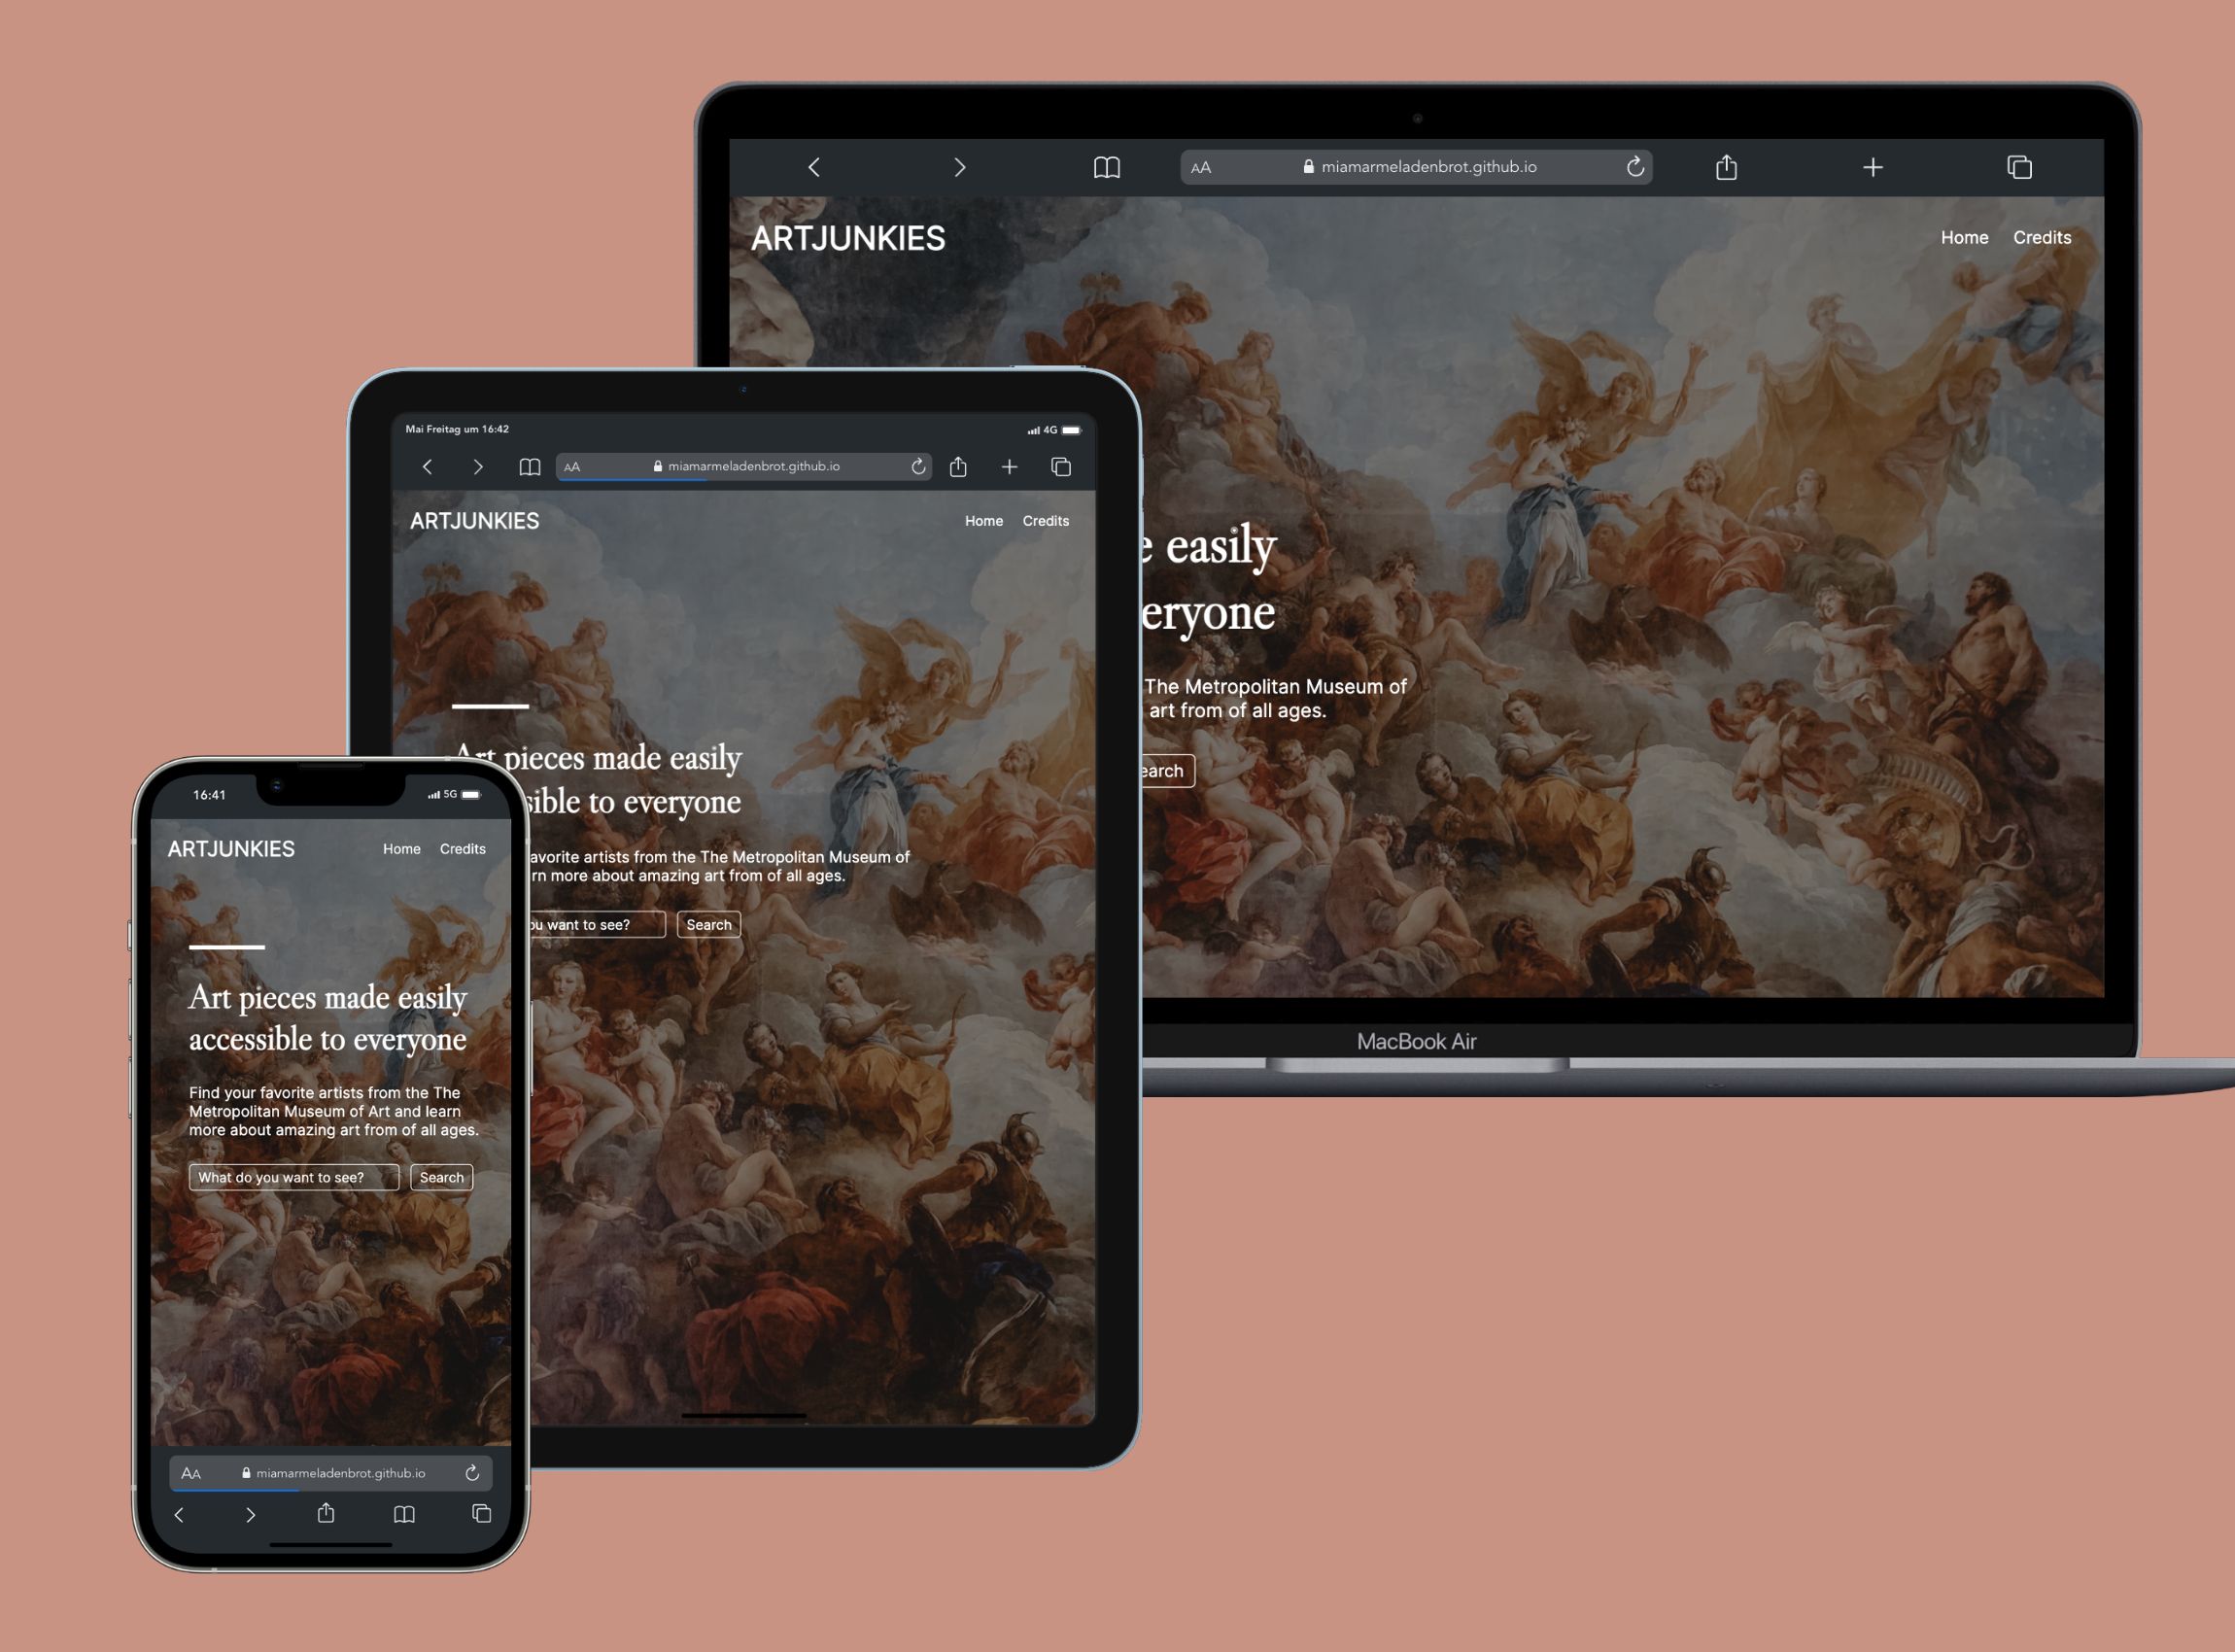 AA miamarmeladenbrot.github.io
ARTJUNKIES Home Credits
easily
eryone
The Metropolitan Museum of
art from of all ages.
earch
MacBook Air
Mai Freitag um 16:42 4G
AA miamarmeladenbrot.github.io
ARTJUNKIES Home Credits
Art pieces made easily
sible to everyone
avorite artists from the The Metropolitan Museum of
rn more about amazing art from of all ages.
ou want to see? Search
16:41 5G
ARTJUNKIES Home Credits
Art pieces made easily
accessible to everyone
Find your favorite artists from the The
Metropolitan Museum of Art and learn
more about amazing art from of all ages.
What do you want to see? Search
AA miamarmeladenbrot.github.io